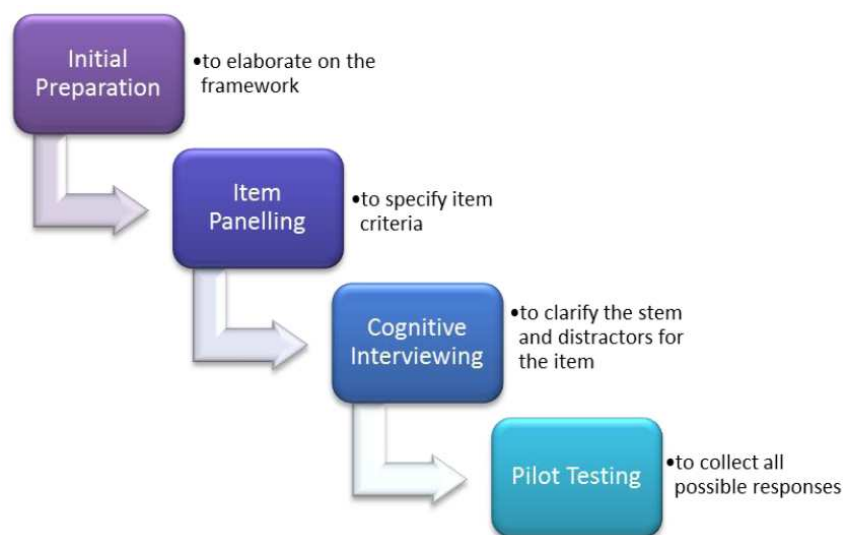 Initial
Preparation
•to elaborate on the
framework
Item
Panelling
•to specify item
criteria
Cognitive
Interviewing
•to clarify the stem
and distractors for
the item
Pilot Testing
•to collect all
possible responses